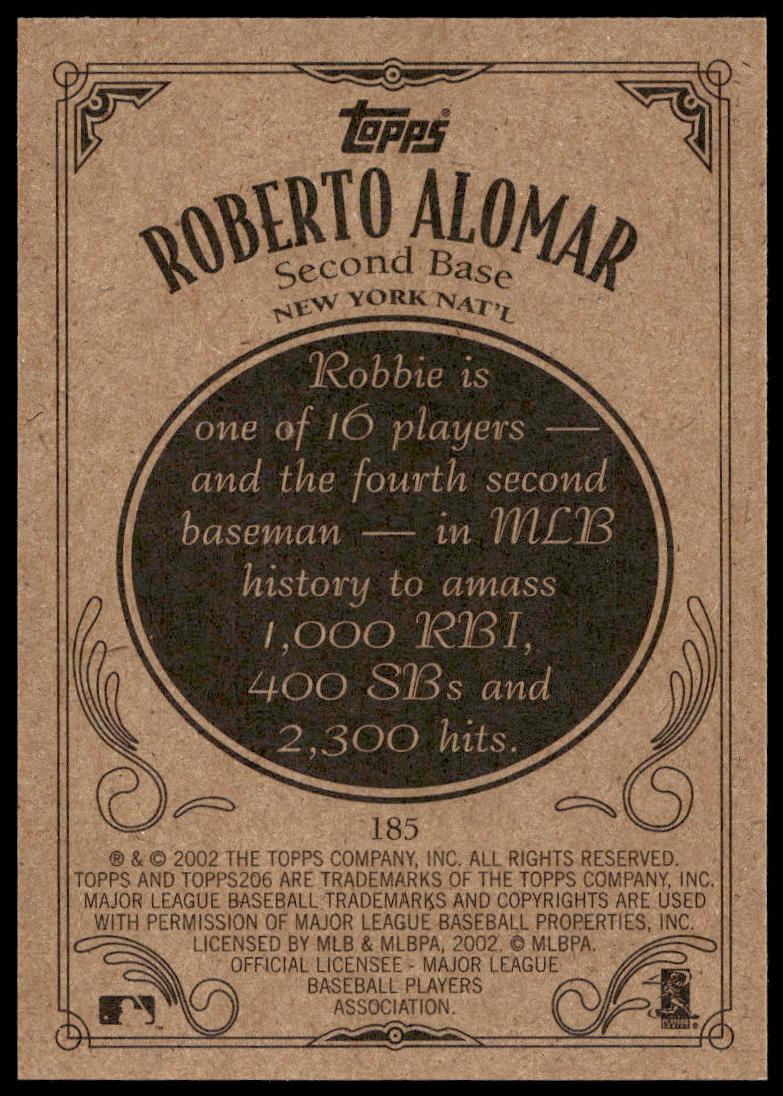 Topps®
ROBERTO ALOMAR
Second Base
NEW YORK NAT'L
Robbie is
one of 16 players —
and the fourth second
baseman — in MLB
history to amass
1,000 RBI,
400 SBs and
2,300 hits.
185
® & © 2002 THE TOPPS COMPANY, INC. ALL RIGHTS RESERVED.
TOPPS AND TOPPS206 ARE TRADEMARKS OF THE TOPPS COMPANY, INC.
MAJOR LEAGUE BASEBALL TRADEMARKS AND COPYRIGHTS ARE USED
WITH PERMISSION OF MAJOR LEAGUE BASEBALL PROPERTIES, INC.
LICENSED BY MLB & MLBPA, 2002. © MLBPA.
OFFICIAL LICENSEE - MAJOR LEAGUE
BASEBALL PLAYERS
ASSOCIATION.